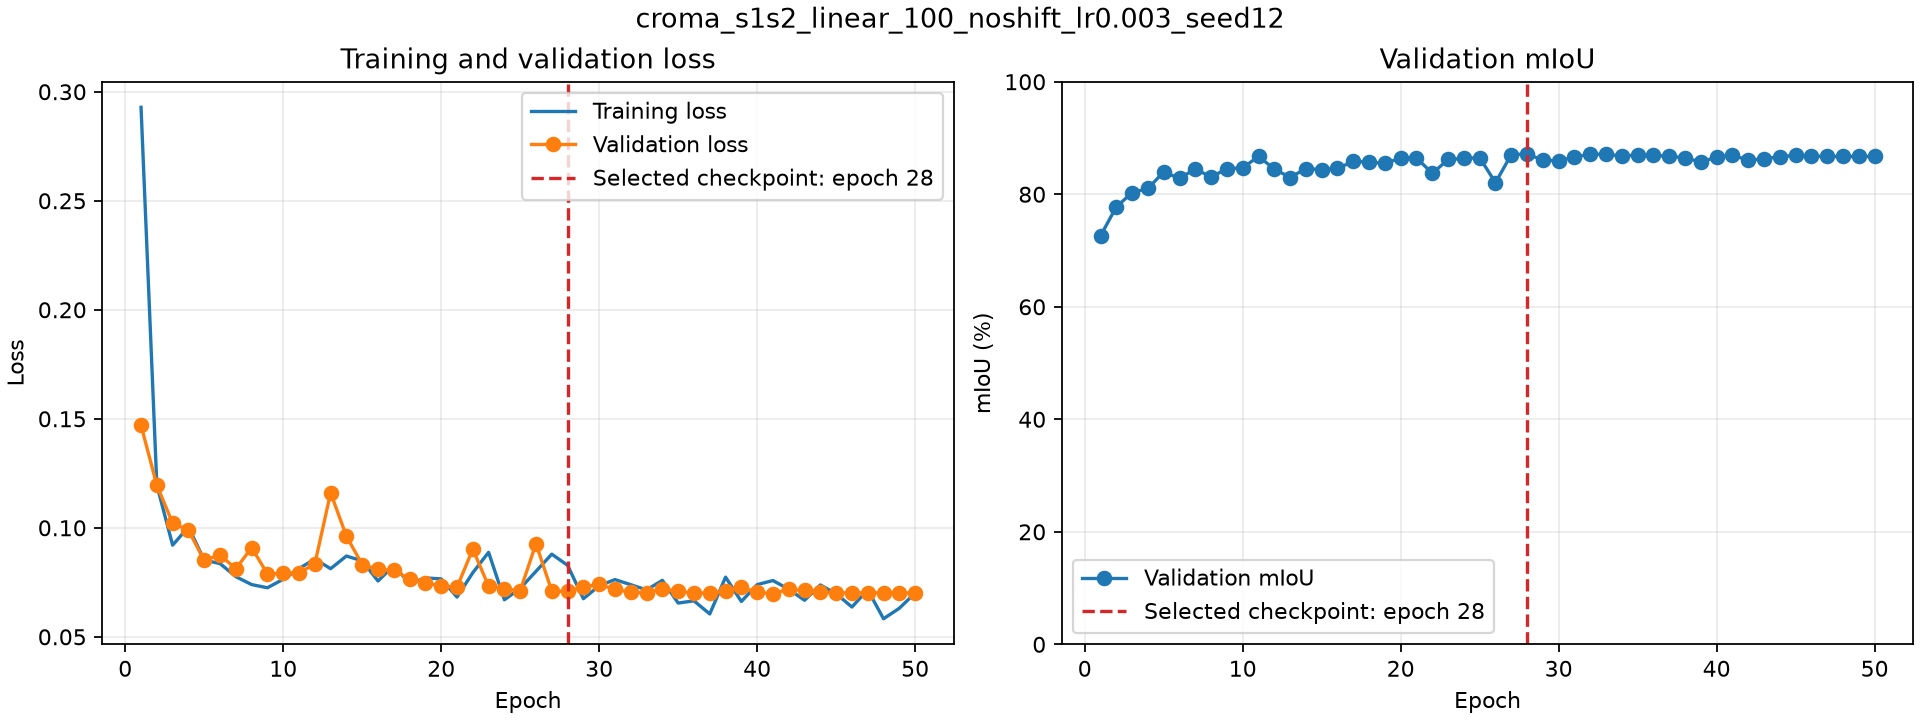 croma_s1s2_linear_100_noshift_lr0.003_seed12
Training and validation loss
0.30
0.25
0.20
0.15
0.10
0.05
Loss
0
10
20
30
40
50
Epoch
Training loss
Validation loss
Selected checkpoint: epoch 28
Validation mIoU
100
80
60
40
20
0
mIoU (%)
0
10
20
30
40
50
Epoch
Validation mIoU
Selected checkpoint: epoch 28